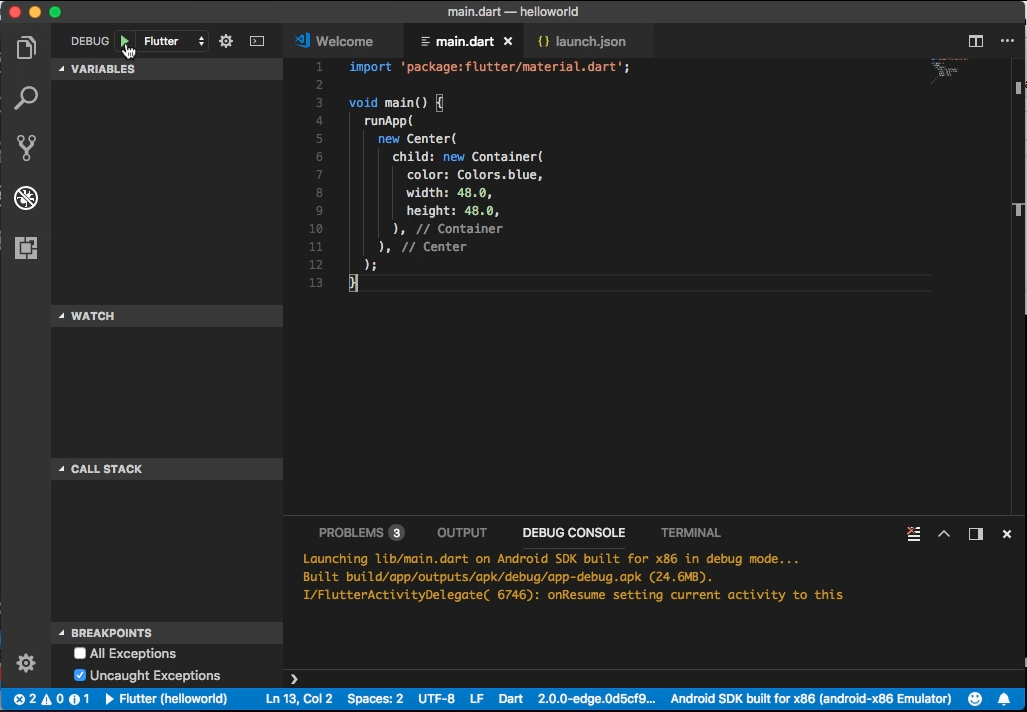 main.dart — helloworld
DEBUG Flutter
Welcome
main.dart
{} launch.json
VARIABLES
WATCH
CALL STACK
BREAKPOINTS
All Exceptions
Uncaught Exceptions
1 import 'package:flutter/material.dart';
2
3 void main() {
4 runApp(
5 new Center(
6 child: new Container(
7 color: Colors.blue,
8 width: 48.0,
9 height: 48.0,
10 ), // Container
11 ), // Center
12 );
13 }
PROBLEMS 3 OUTPUT DEBUG CONSOLE TERMINAL
Launching lib/main.dart on Android SDK built for x86 in debug mode...
Built build/app/outputs/apk/debug/app-debug.apk (24.6MB).
I/FlutterActivityDelegate( 6746): onResume setting current activity to this
2 0 1 Flutter (helloworld) Ln 13, Col 2 Spaces: 2 UTF-8 LF Dart 2.0.0-edge.0d5cf9... Android SDK built for x86 (android-x86 Emulator)